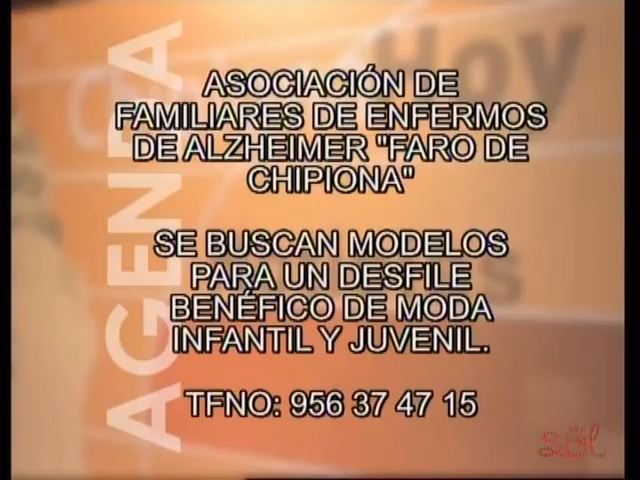 AGENDA
Hoy
ASOCIACIÓN DE
FAMILIARES DE ENFERMOS
DE ALZHEIMER "FARO DE
CHIPIONA"
SE BUSCAN MODELOS
PARA UN DESFILE
BENÉFICO DE MODA
INFANTIL Y JUVENIL.
TFNO: 956 37 47 15